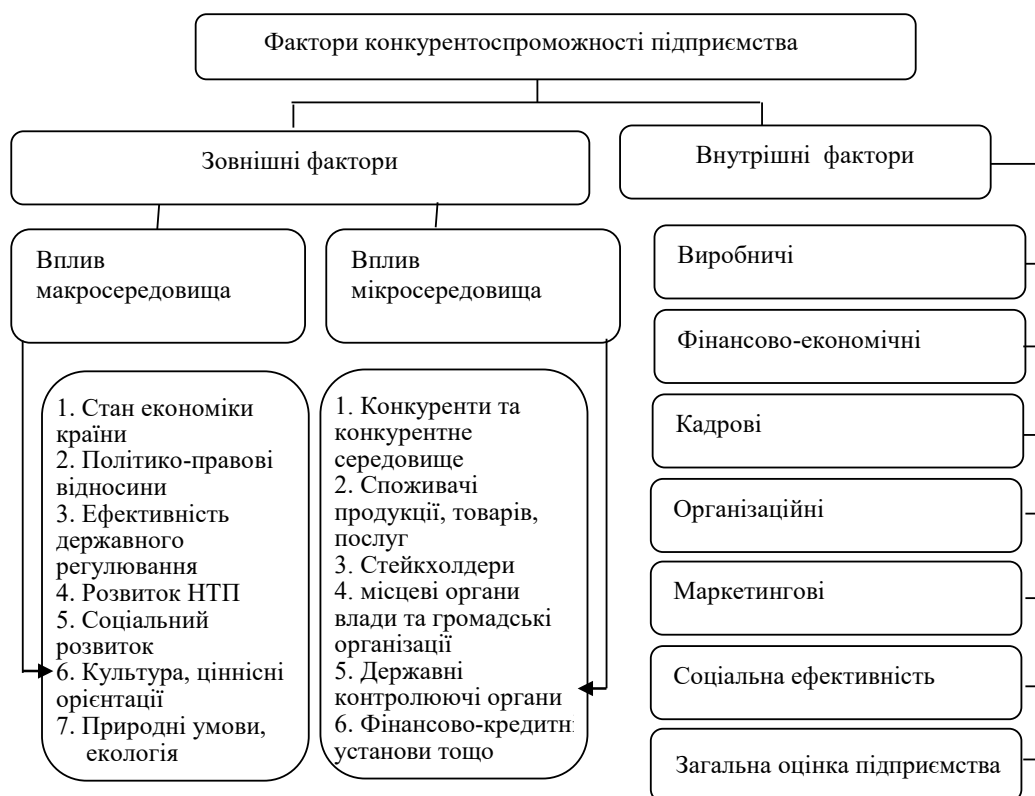 Фактори конкурентоспроможності підприємства
Зовнішні фактори
Внутрішні фактори
Вплив
макросередовища
Вплив
мікросередовища
1. Стан економіки
країни
2. Політико-правові
відносини
3. Ефективність
державного
регулювання
4. Розвиток НТП
5. Соціальний
розвиток
6. Культура, ціннісні
орієнтації
7. Природні умови,
екологія
1. Конкуренти та
конкурентне
середовище
2. Споживачі
продукції, товарів,
послуг
3. Стейкхолдери
4. місцеві органи
влади та громадські
організації
5. Державні
контролюючі органи
6. Фінансово-кредитн
установи тощо
Виробничі
Фінансово-економічні
Кадрові
Організаційні
Маркетингові
Соціальна ефективність
Загальна оцінка підприємства